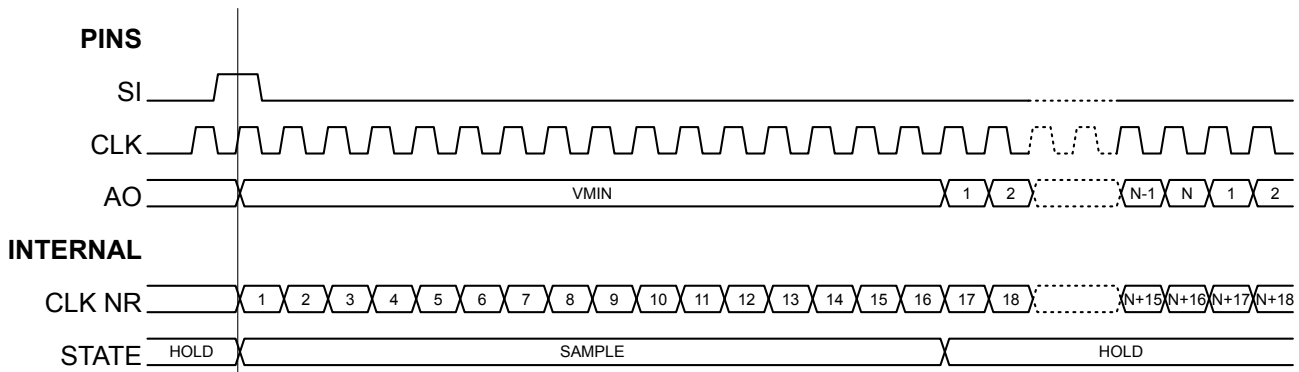 PINS
SI
CLK
AO VMIN 1 2 N-1 N 1 2
INTERNAL
CLK NR 1 2 3 4 5 6 7 8 9 10 11 12 13 14 15 16 17 18 N+15 N+16 N+17 N+18
STATE HOLD SAMPLE HOLD